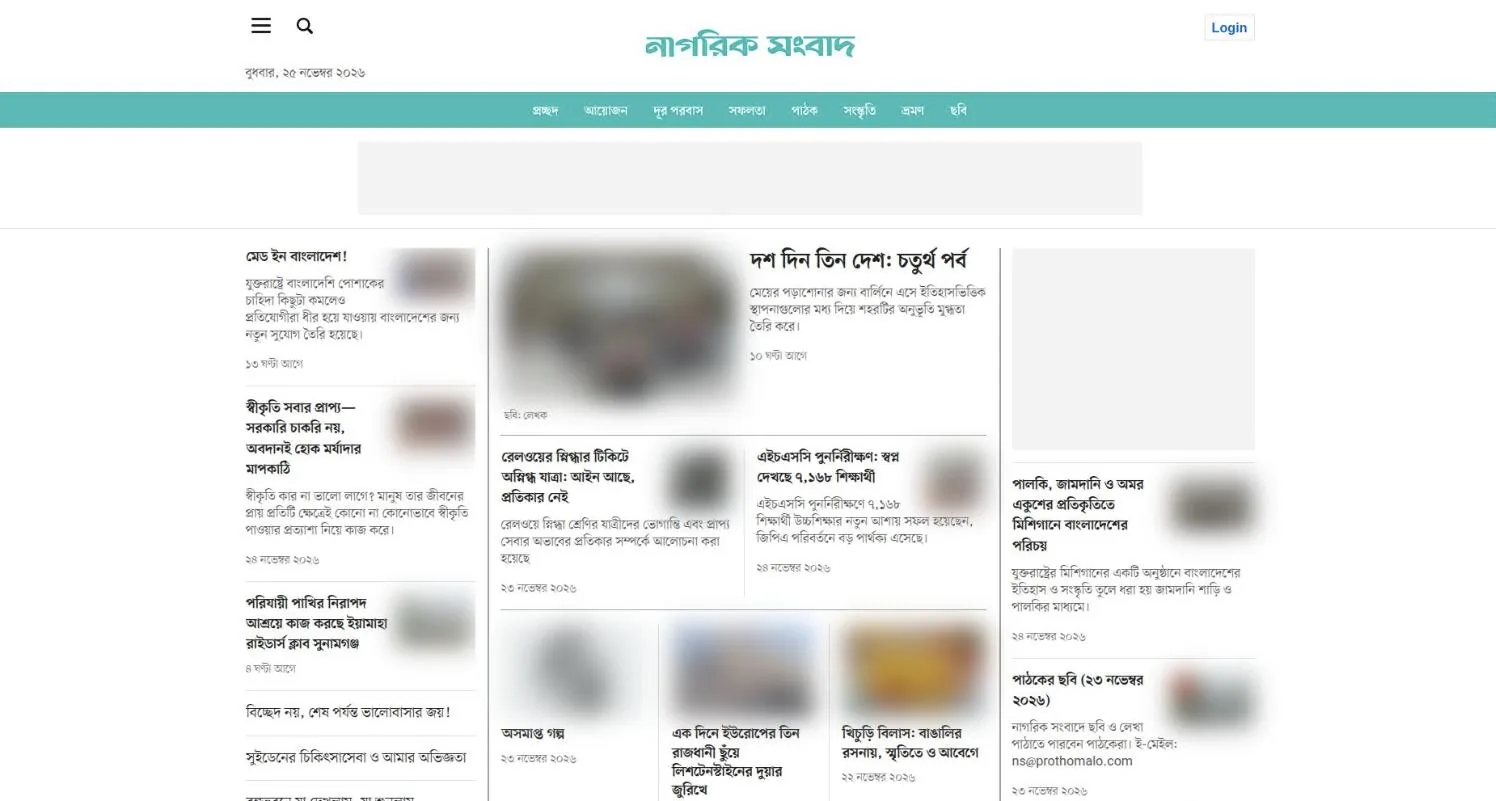 Login
নাগরিক সংবাদ
বুধবার, ২৫ নভেম্বর ২০২৬
প্রচ্ছদ আয়োজন দূর পরবাস সফলতা পাঠক সংস্কৃতি ভ্রমণ ছবি
মেড ইন বাংলাদেশ!
যুক্তরাষ্ট্রে বাংলাদেশি পোশাকের
চাহিদা কিছুটা কমলেও
প্রতিযোগীরা ধীর হয়ে যাওয়ায় বাংলাদেশের জন্য
নতুন সুযোগ তৈরি হয়েছে।
১৩ ঘণ্টা আগে
স্বীকৃতি সবার প্রাপ্য—
সরকারি চাকরি নয়,
অবদানই হোক মর্যাদার
মাপকাঠি
স্বীকৃতি কার না ভালো লাগে? মানুষ তার জীবনের
প্রায় প্রতিটি ক্ষেত্রেই কোনো না কোনোভাবে স্বীকৃতি
পাওয়ার প্রত্যাশা নিয়ে কাজ করে।
২৪ নভেম্বর ২০২৬
পরিযায়ী পাখির নিরাপদ
আশ্রয়ে কাজ করছে ইয়ামাহা
রাইডার্স ক্লাব সুনামগঞ্জ
৪ ঘণ্টা আগে
বিচ্ছেদ নয়, শেষ পর্যন্ত ভালোবাসার জয়!
সুইডেনের চিকিৎসাসেবা ও আমার অভিজ্ঞতা
দশ দিন তিন দেশ: চতুর্থ পর্ব
মেয়ের পড়াশোনার জন্য বার্লিনে এসে ইতিহাসভিত্তিক
স্থাপনাগুলোর মধ্য দিয়ে শহরটির অনুভূতি মুগ্ধতা
তৈরি করে।
১০ ঘণ্টা আগে
ছবি: লেখক
রেলওয়ের স্নিগ্ধার টিকিটে
অস্নিগ্ধ যাত্রা: আইন আছে,
প্রতিকার নেই
রেলওয়ে স্নিগ্ধা শ্রেণির যাত্রীদের ভোগান্তি এবং প্রাপ্য
সেবার অভাবের প্রতিকার সম্পর্কে আলোচনা করা
হয়েছে
২৩ নভেম্বর ২০২৬
এইচএসসি পুনর্নিরীক্ষণ: স্বপ্ন
দেখছে ৭,১৬৮ শিক্ষার্থী
এইচএসসি পুনর্নিরীক্ষণে ৭,১৬৮
শিক্ষার্থী উচ্চশিক্ষার নতুন আশায় সফল হয়েছেন,
জিপিএ পরিবর্তনে বড় পার্থক্য এসেছে।
২৪ নভেম্বর ২০২৬
অসমাপ্ত গল্প
২৩ নভেম্বর ২০২৬
এক দিনে ইউরোপের তিন
রাজধানী ছুঁয়ে
লিশটেনস্টাইনের দুয়ার
জুরিখে
খিচুড়ি বিলাস: বাঙালির
রসনায়, স্মৃতিতে ও আবেগে
২২ নভেম্বর ২০২৬
পালকি, জামদানি ও অমর
একুশের প্রতিকৃতিতে
মিশিগানে বাংলাদেশের
পরিচয়
যুক্তরাষ্ট্রের মিশিগানের একটি অনুষ্ঠানে বাংলাদেশের
ইতিহাস ও সংস্কৃতি তুলে ধরা হয় জামদানি শাড়ি ও
পালকির মাধ্যমে।
২৪ নভেম্বর ২০২৬
পাঠকের ছবি (২৩ নভেম্বর
২০২৬)
নাগরিক সংবাদে ছবি ও লেখা
পাঠাতে পারবেন পাঠকেরা। ই-মেইল:
ns@prothomalo.com
২৩ নভেম্বর ২০২৬